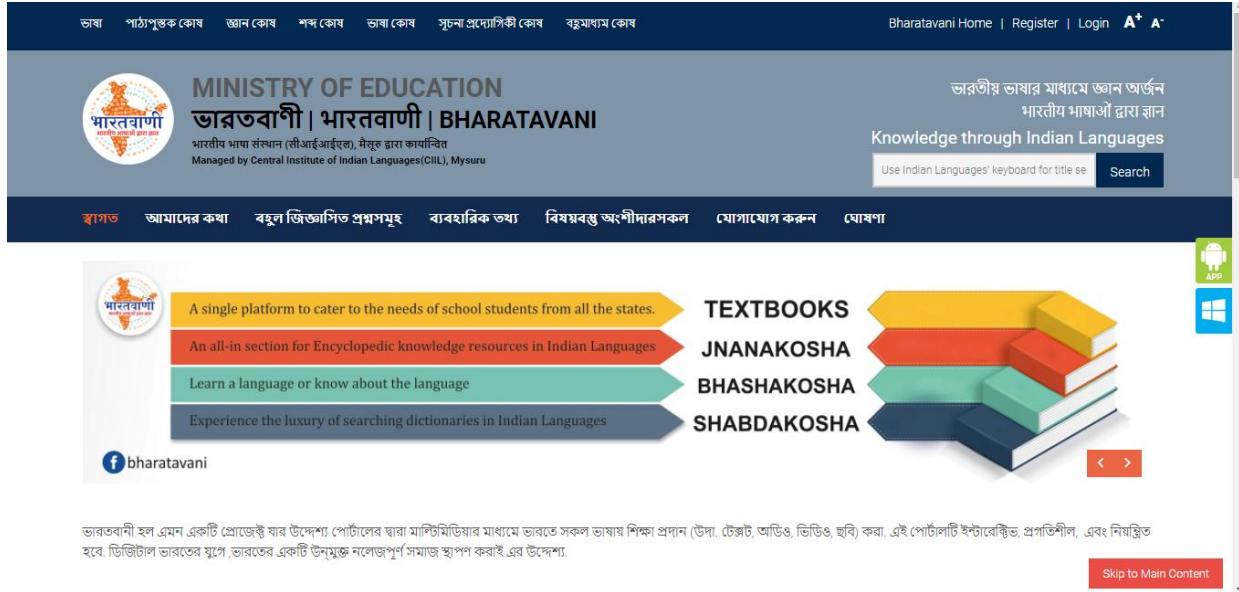 ভাষা পাঠ্যপুস্তক কোষ জ্ঞান কোষ শব্দ কোষ ভাষা কোষ সূচনা প্রদ্যোগিকী কোষ বহুমাধ্যম কোষ
Bharatavani Home | Register | Login A+ A-
भारतवाणी
भारतीय भाषाओं द्वारा ज्ञान
MINISTRY OF EDUCATION
ভারতবাণী | भारतवाणी | BHARATAVANI
भारतीय भाषा संस्थान (सीआईआईएल), मैसूरु द्वारा कार्यान्वित
Managed by Central Institute of Indian Languages(CIIL), Mysuru
ভারতীয় ভাষার মাধ্যমে জ্ঞান অর্জন
भारतीय भाषाओं द्वारा ज्ञान
Knowledge through Indian Languages
Use Indian Languages' keyboard for title se Search
স্বাগত আমাদের কথা বহুল জিজ্ঞাসিত প্রশ্নসমূহ ব্যবহারিক তথ্য বিষয়বস্তু অংশীদারসকল যোগাযোগ করুন ঘোষণা
APP
भारतवाणी
A single platform to cater to the needs of school students from all the states. TEXTBOOKS
An all-in section for Encyclopedic knowledge resources in Indian Languages JNANAKOSHA
Learn a language or know about the language BHASHAKOSHA
Experience the luxury of searching dictionaries in Indian Languages SHABDAKOSHA
bharatavani
ভারতবানী হল এমন একটি প্রোজেক্ট যার উদ্দেশ্য পোর্টালের দ্বারা মাল্টিমিডিয়ার মাধ্যমে ভারতে সকল ভাষায় শিক্ষা প্রদান (উদা. টেক্সট, অডিও, ভিডিও, ছবি) করা. এই পোর্টালটি ইন্টারেক্টিভ, প্রগতিশীল, এবং নিয়ন্ত্রিত
হবে. ডিজিটাল ভারতের যুগে ,ভারতের একটি উন্মুক্ত নলেজপূর্ণ সমাজ স্থাপণ করাই এর উদ্দেশ্য.
Skip to Main Content